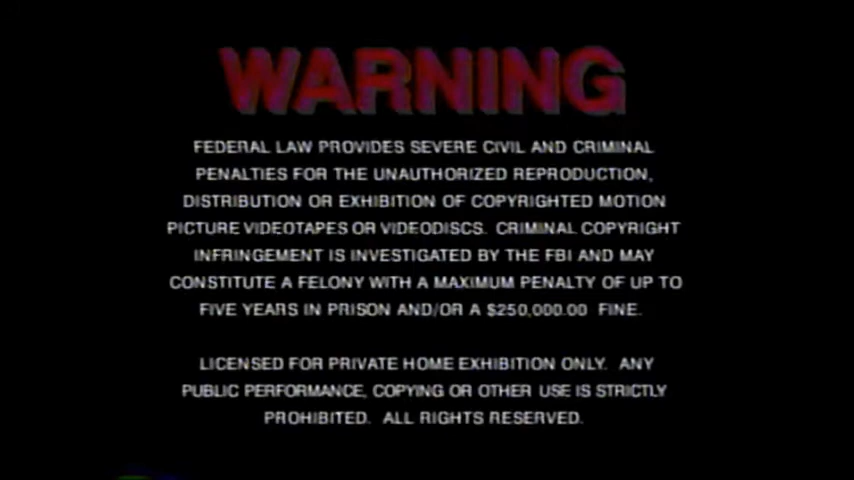 WARNING
FEDERAL LAW PROVIDES SEVERE CIVIL AND CRIMINAL
PENALTIES FOR THE UNAUTHORIZED REPRODUCTION,
DISTRIBUTION OR EXHIBITION OF COPYRIGHTED MOTION
PICTURE VIDEOTAPES OR VIDEODISCS. CRIMINAL COPYRIGHT
INFRINGEMENT IS INVESTIGATED BY THE FBI AND MAY
CONSTITUTE A FELONY WITH A MAXIMUM PENALTY OF UP TO
FIVE YEARS IN PRISON AND/OR A $250,000.00 FINE.
LICENSED FOR PRIVATE HOME EXHIBITION ONLY. ANY
PUBLIC PERFORMANCE, COPYING OR OTHER USE IS STRICTLY
PROHIBITED. ALL RIGHTS RESERVED.